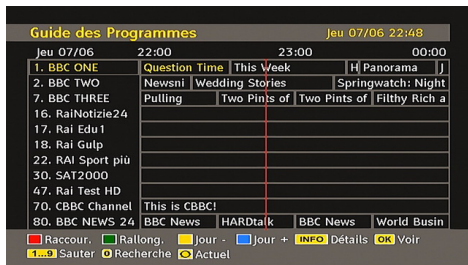 Guide des Programmes Jeu 07/06 22:48
Jeu 07/06 22:00 23:00 00:00
1. BBC ONE Question Time This Week H Panorama J
2. BBC TWO Newsni Wedding Stories Springwatch: Night
7. BBC THREE Pulling Two Pints of Two Pints of Filthy Rich a
16. RaiNotizie24
17. Rai Edu1
18. Rai Gulp
22. RAI Sport più
30. SAT2000
47. Rai Test HD
70. CBBC Channel This is CBBC!
80. BBC NEWS 24 BBC News HARDtalk BBC News World Busin
Raccour. Rallong. Jour - Jour + INFO Détails OK Voir
1...9 Sauter 0 Recherche Actuel